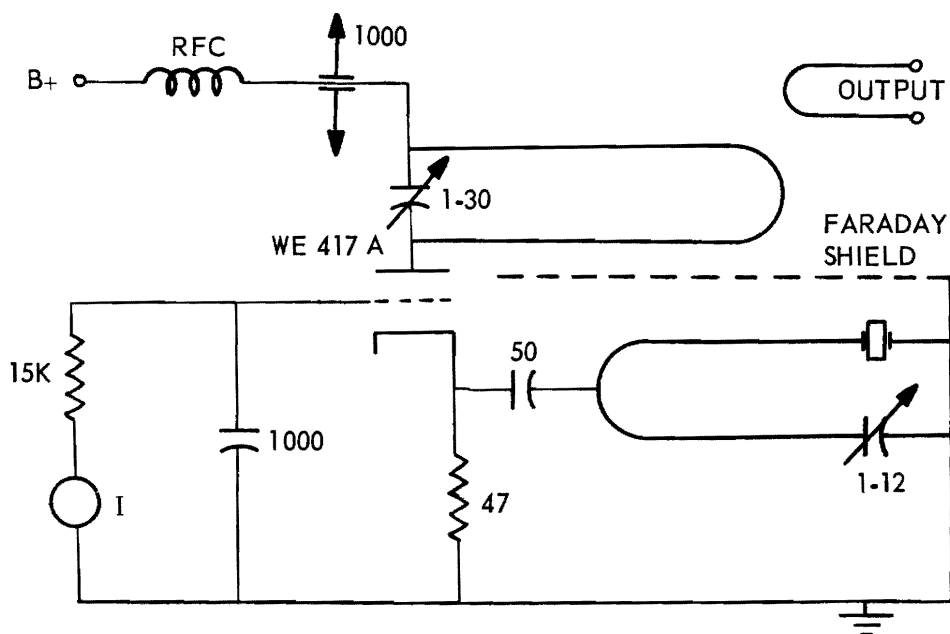 RFC
1000
B+
OUTPUT
1-30
WE 417 A
FARADAY
SHIELD
15K
50
1000
I
47
1-12